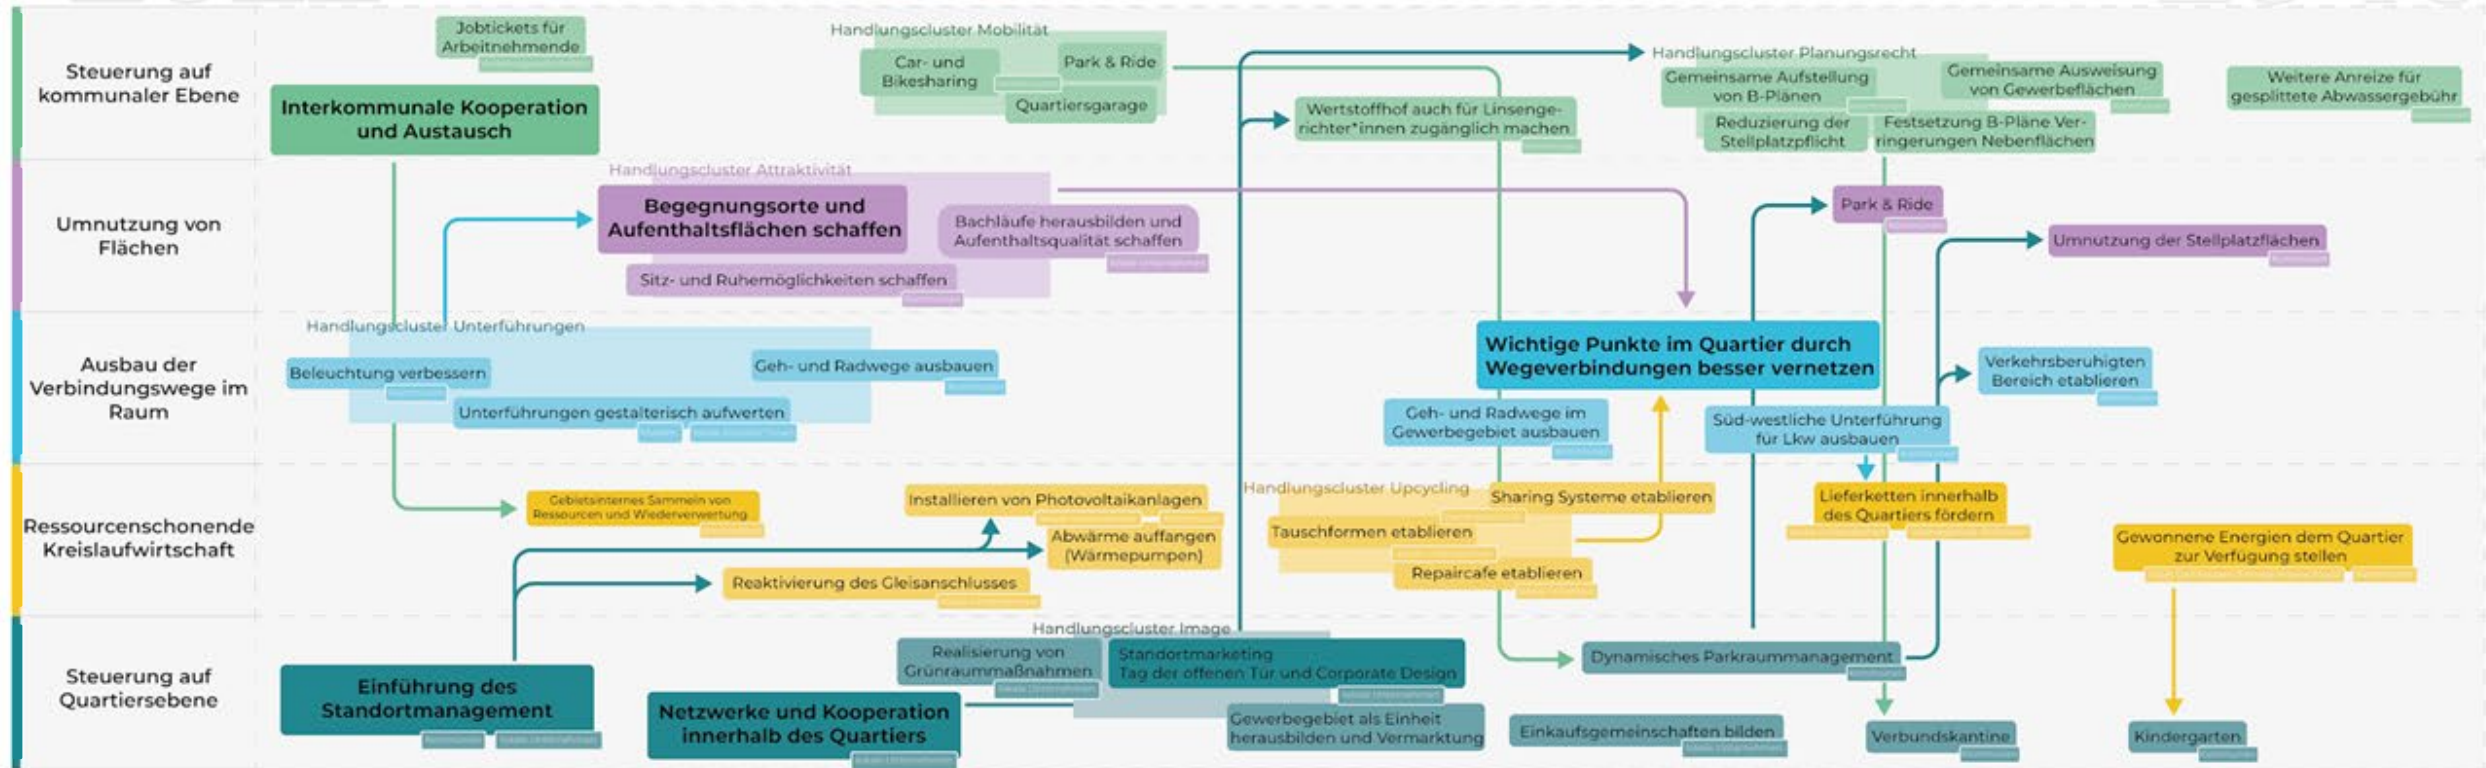 Steuerung auf
kommunaler Ebene
Jobtickets für
Arbeitnehmende
Interkommunale Kooperation
und Austausch
Handlungscluster Mobilität
Car- und
Bikesharing
Park & Ride
Quartiersgarage
Wertstoffhof auch für Linsenge-
richter*innen zugänglich machen
Handlungscluster Planungsrecht
Gemeinsame Aufstellung
von B-Plänen
Gemeinsame Ausweisung
von Gewerbeflächen
Reduzierung der
Stellplatzpflicht
Festsetzung B-Pläne Ver-
ringerungen Nebenflächen
Weitere Anreize für
gesplittete Abwassergebühr
Umnutzung von
Flächen
Handlungscluster Attraktivität
Begegnungsorte und
Aufenthaltsflächen schaffen
Bachläufe herausbilden und
Aufenthaltsqualität schaffen
Sitz- und Ruhemöglichkeiten schaffen
Park & Ride
Umnutzung der Stellplatzflächen
Ausbau der
Verbindungswege im
Raum
Handlungscluster Unterführungen
Beleuchtung verbessern
Geh- und Radwege ausbauen
Unterführungen gestalterisch aufwerten
Wichtige Punkte im Quartier durch
Wegeverbindungen besser vernetzen
Geh- und Radwege im
Gewerbegebiet ausbauen
Süd-westliche Unterführung
für Lkw ausbauen
Verkehrsberuhigten
Bereich etablieren
Ressourcenschonende
Kreislaufwirtschaft
Gebietsinternes Sammeln von
Ressourcen und Wiederverwertung
Installieren von Photovoltaikanlagen
Abwärme auffangen
(Wärmepumpen)
Reaktivierung des Gleisanschlusses
Handlungscluster Upcycling
Sharing Systeme etablieren
Tauschformen etablieren
Repaircafe etablieren
Lieferketten innerhalb
des Quartiers fördern
Gewonnene Energien dem Quartier
zur Verfügung stellen
Steuerung auf
Quartiersebene
Einführung des
Standortmanagement
Netzwerke und Kooperation
innerhalb des Quartiers
Handlungscluster Image
Realisierung von
Grünraummaßnahmen
Standortmarketing
Tag der offenen Tür und Corporate Design
Gewerbegebiet als Einheit
herausbilden und Vermarktung
Dynamisches Parkraummanagement
Einkaufsgemeinschaften bilden
Verbundskantine
Kindergarten